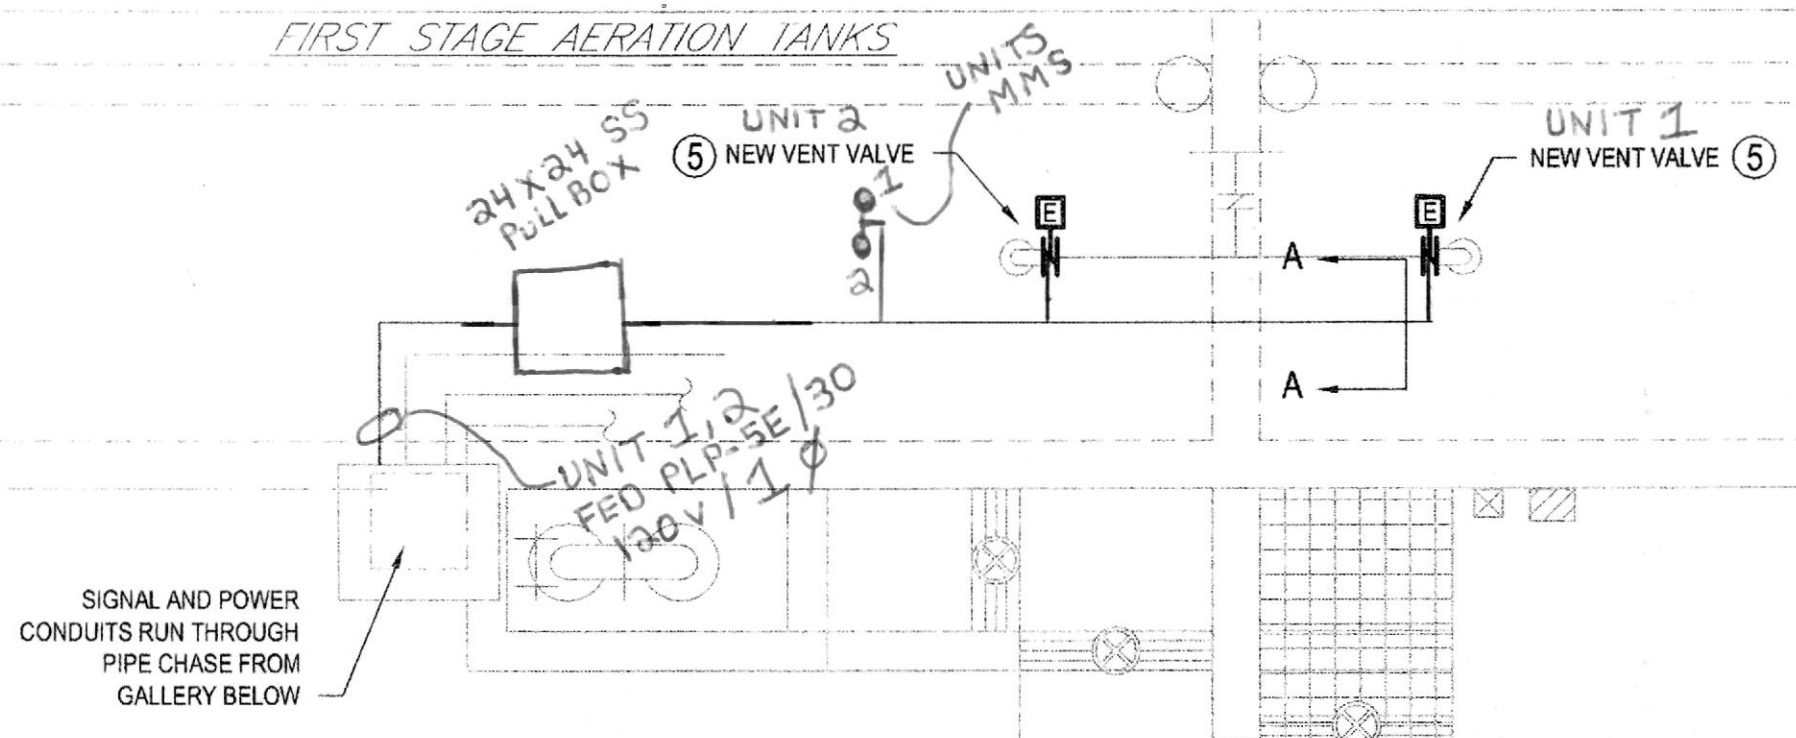 FIRST STAGE AERATION TANKS
UNITS
MMS
24X24 SS
PULLBOX
UNIT 2
5 NEW VENT VALVE
UNIT 1
NEW VENT VALVE 5
1
2
E
E
A
A
UNIT 1, 2
FED PLP-5E/30
120V/1Ø
SIGNAL AND POWER
CONDUITS RUN THROUGH
PIPE CHASE FROM
GALLERY BELOW